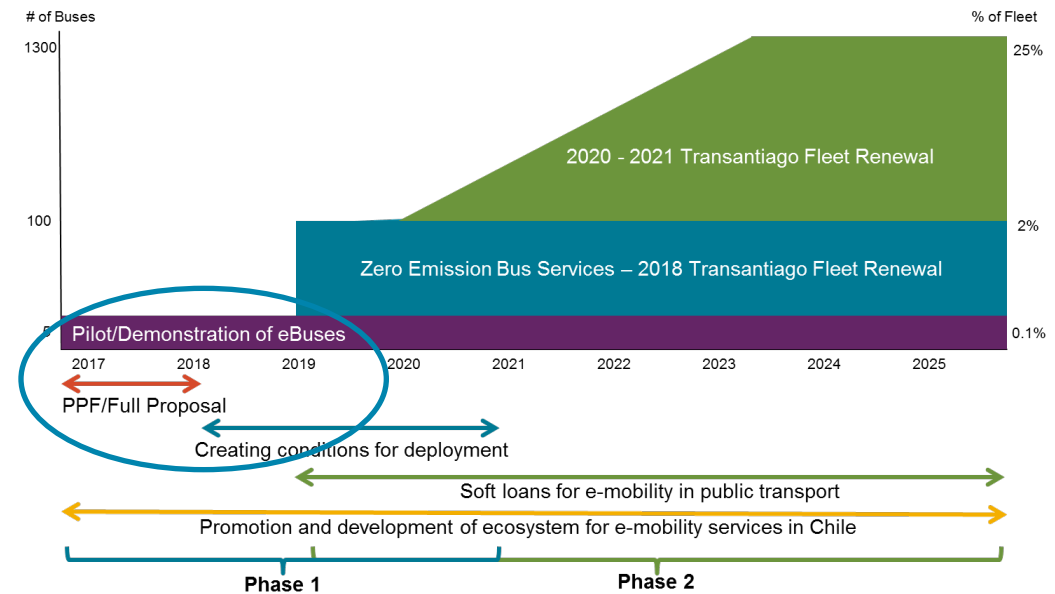 # of Buses
% of Fleet
1300
25%
2020 - 2021 Transantiago Fleet Renewal
100
2%
Zero Emission Bus Services – 2018 Transantiago Fleet Renewal
5
Pilot/Demonstration of eBuses
0.1%
2017 2018 2019 2020 2021 2022 2023 2024 2025
PPF/Full Proposal
Creating conditions for deployment
Soft loans for e-mobility in public transport
Promotion and development of ecosystem for e-mobility services in Chile
Phase 1
Phase 2